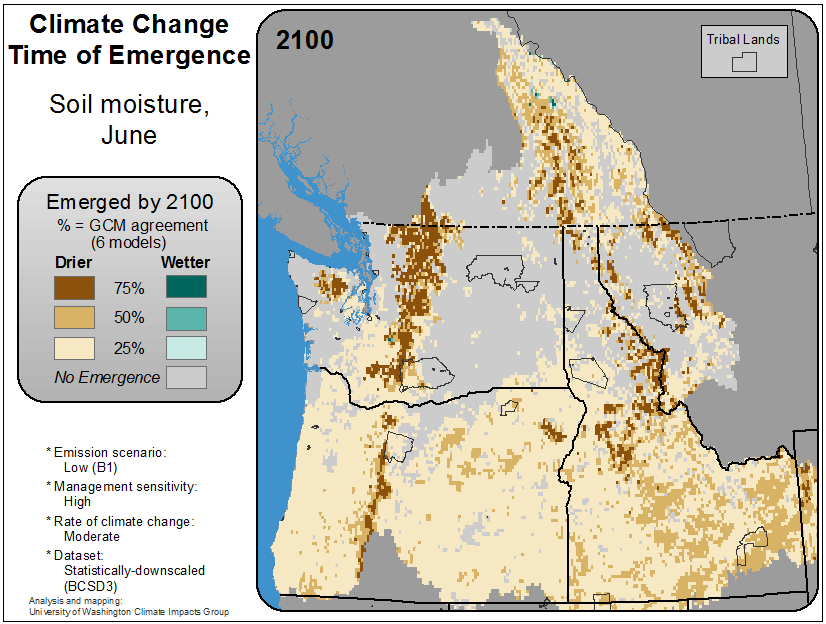 Climate Change
Time of Emergence
Soil moisture,
June
Emerged by 2100
% = GCM agreement
(6 models)
Drier Wetter
75%
50%
25%
No Emergence
* Emission scenario:
Low (B1)
* Management sensitivity:
High
* Rate of climate change:
Moderate
* Dataset:
Statistically-downscaled
(BCSD3)
Analysis and mapping:
University of Washington Climate Impacts Group
2100
Tribal Lands